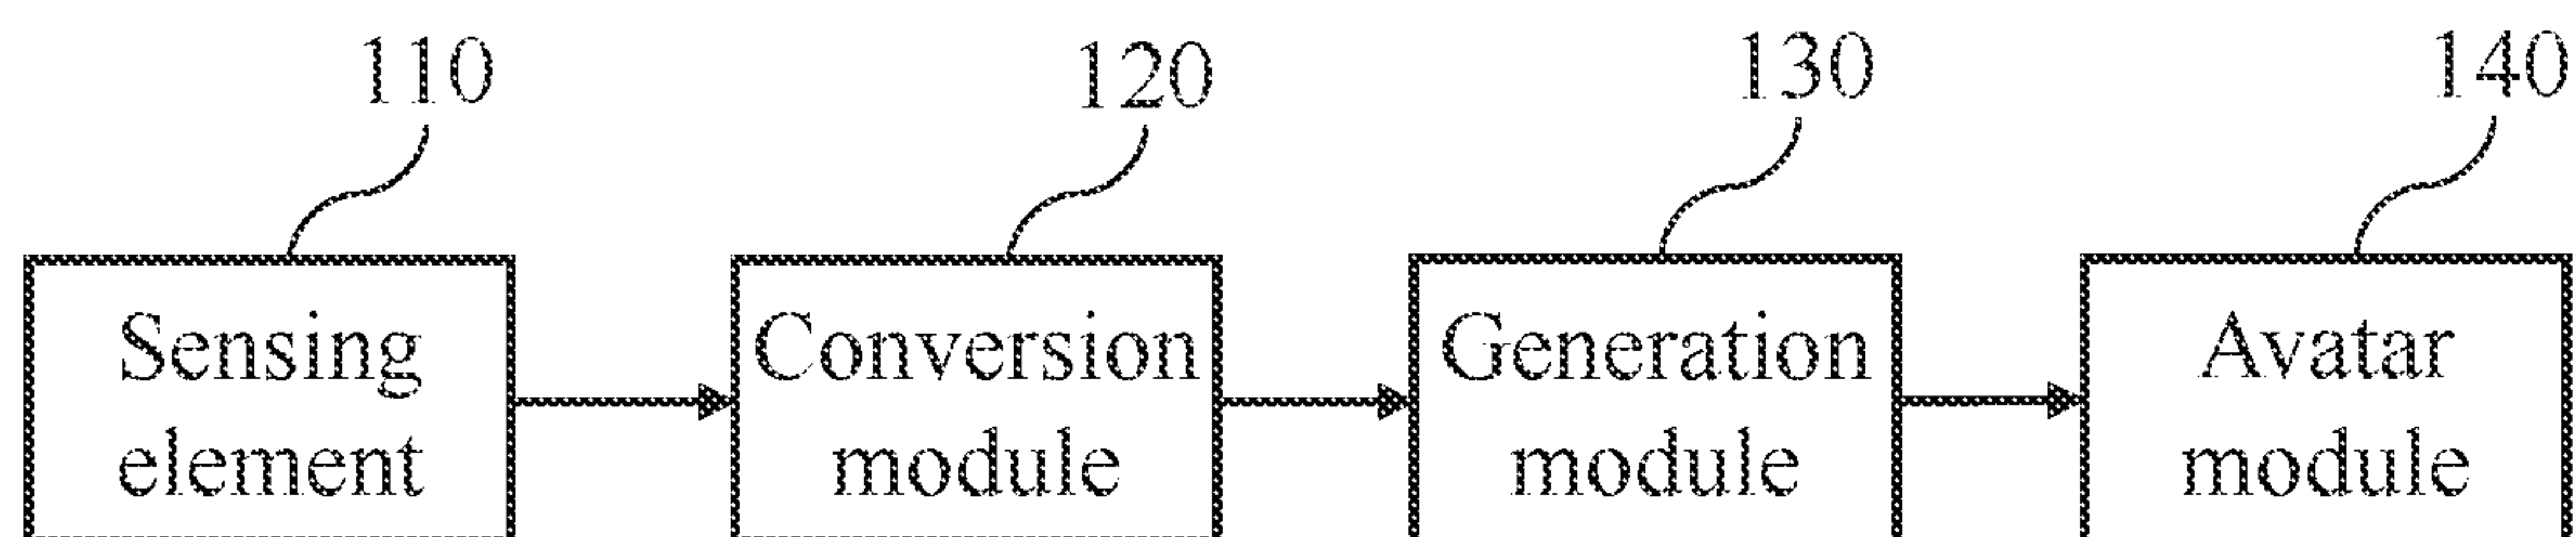 110 120 130 140
Sensing Conversion Generation Avatar
element module module module